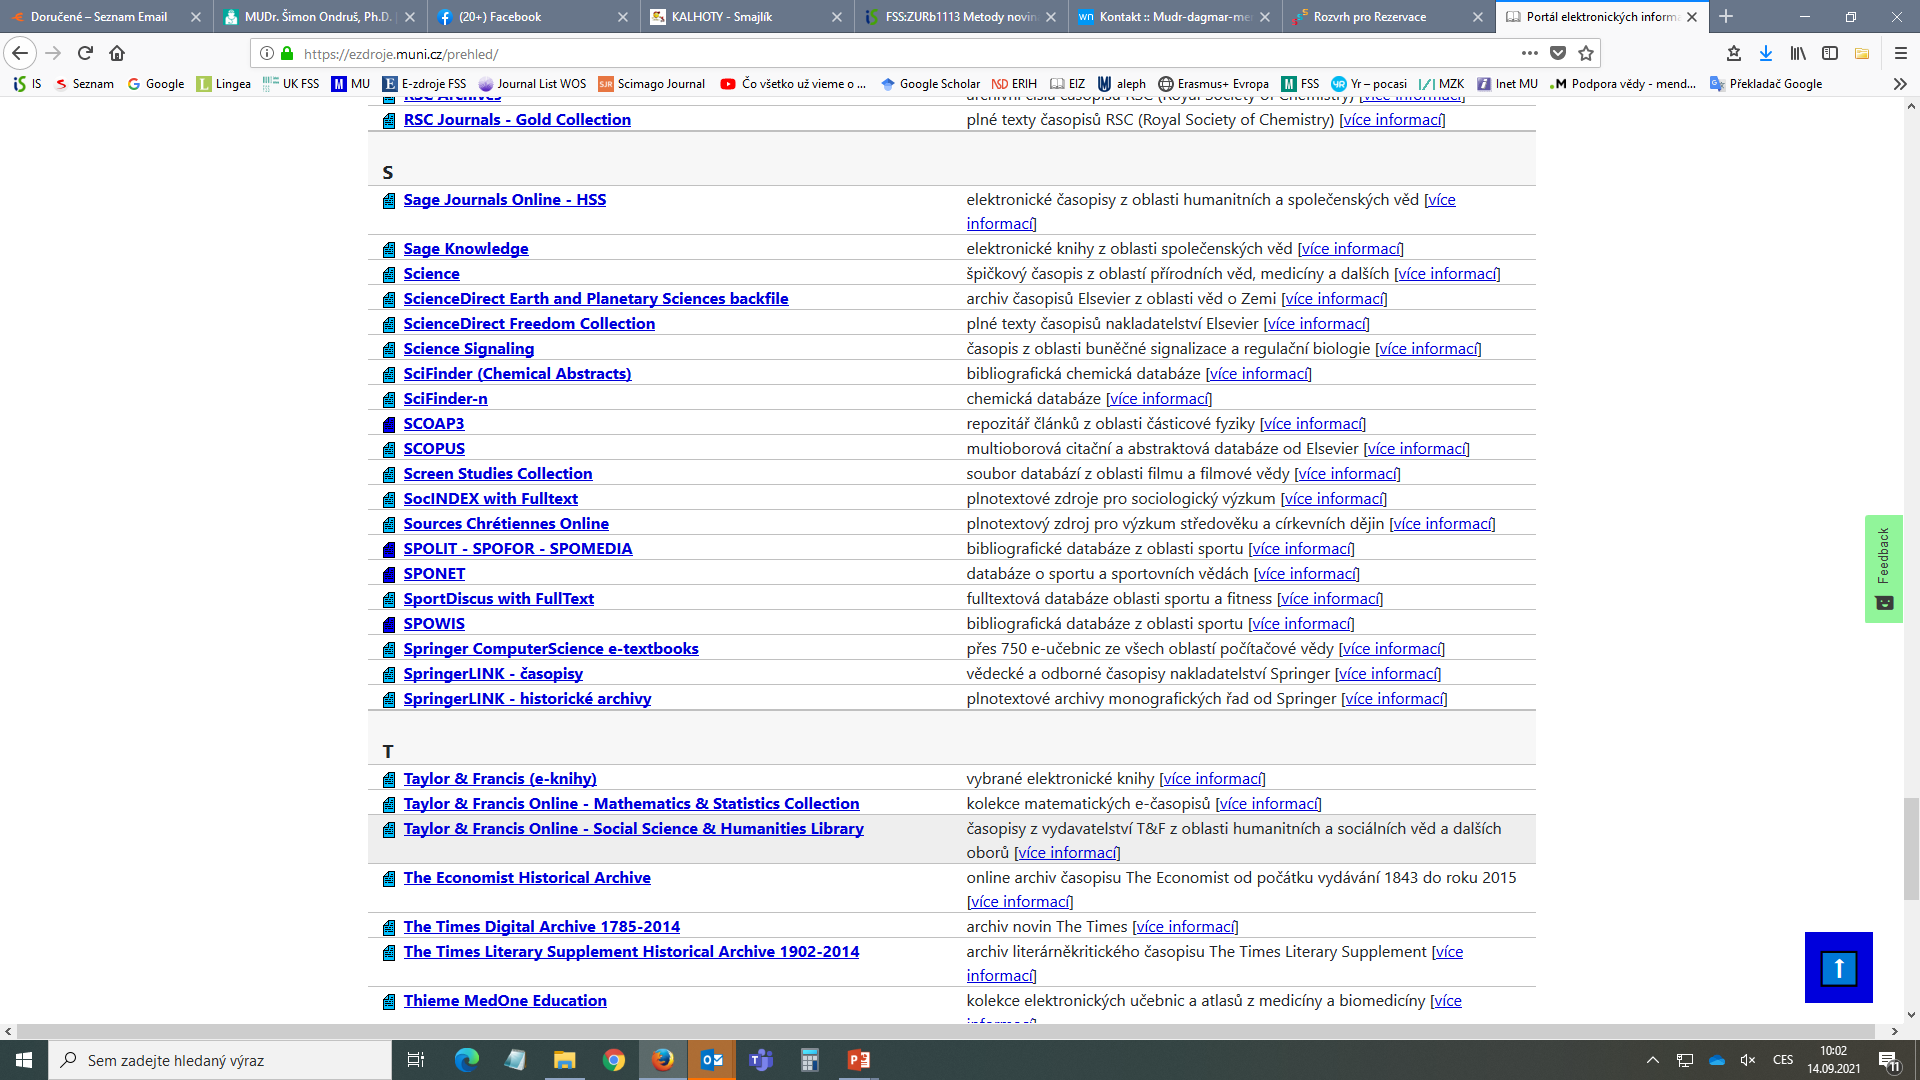 Doručené – Seznam Email
MUDr. Šimon Ondruš, Ph.D. |
(20+) Facebook
KALHOTY - Smajlík
FSS:ZURb1113 Metody novin
Kontakt :: Mudr-dagmar-me
Rozvrh pro Rezervace
Portál elektronických inform
https://ezdroje.muni.cz/prehled/
IS
Seznam
Google
Lingea
UK FSS
MU
E-zdroje FSS
Journal List WOS
Scimago Journal
Čo všetko už vieme o ...
Google Scholar
ERIH
EIZ
aleph
Erasmus+ Evropa
FSS
Yr – pocasi
MZK
Inet MU
Podpora vědy - mend...
Překladač Google
RSC Archives
archivní čísla časopisů RSC (Royal Society of Chemistry) [více informací]
RSC Journals - Gold Collection
plné texty časopisů RSC (Royal Society of Chemistry) [více informací]
S
Sage Journals Online - HSS
elektronické časopisy z oblasti humanitních a společenských věd [více
informací]
Sage Knowledge
elektronické knihy z oblasti společenských věd [více informací]
Science
špičkový časopis z oblastí přírodních věd, medicíny a dalších [více informací]
ScienceDirect Earth and Planetary Sciences backfile
archiv časopisů Elsevier z oblasti věd o Zemi [více informací]
ScienceDirect Freedom Collection
plné texty časopisů nakladatelství Elsevier [více informací]
Science Signaling
časopis z oblasti buněčné signalizace a regulační biologie [více informací]
SciFinder (Chemical Abstracts)
bibliografická chemická databáze [více informací]
SciFinder-n
chemická databáze [více informací]
SCOAP3
repozitář článků z oblasti částicové fyziky [více informací]
SCOPUS
multioborová citační a abstraktová databáze od Elsevier [více informací]
Screen Studies Collection
soubor databází z oblasti filmu a filmové vědy [více informací]
SocINDEX with Fulltext
plnotextové zdroje pro sociologický výzkum [více informací]
Sources Chrétiennes Online
plnotextový zdroj pro výzkum středověku a církevních dějin [více informací]
SPOLIT - SPOFOR - SPOMEDIA
bibliografické databáze z oblasti sportu [více informací]
SPONET
databáze o sportu a sportovních vědách [více informací]
SportDiscus with FullText
fulltextová databáze oblasti sportu a fitness [více informací]
SPOWIS
bibliografická databáze z oblasti sportu [více informací]
Springer ComputerScience e-textbooks
přes 750 e-učebnic ze všech oblastí počítačové vědy [více informací]
SpringerLINK - časopisy
vědecké a odborné časopisy nakladatelství Springer [více informací]
SpringerLINK - historické archivy
plnotextové archivy monografických řad od Springer [více informací]
T
Taylor & Francis (e-knihy)
vybrané elektronické knihy [více informací]
Taylor & Francis Online - Mathematics & Statistics Collection
kolekce matematických e-časopisů [více informací]
Taylor & Francis Online - Social Science & Humanities Library
časopisy z vydavatelství T&F z oblasti humanitních a sociálních věd a dalších
oborů [více informací]
The Economist Historical Archive
online archiv časopisu The Economist od počátku vydávání 1843 do roku 2015
[více informací]
The Times Digital Archive 1785-2014
archiv novin The Times [více informací]
The Times Literary Supplement Historical Archive 1902-2014
archiv literárněkritického časopisu The Times Literary Supplement [více
informací]
Thieme MedOne Education
kolekce elektronických učebnic a atlasů z medicíny a biomedicíny [více
informací]
Feedback
Sem zadejte hledaný výraz
CES
10:02
14.09.2021
11